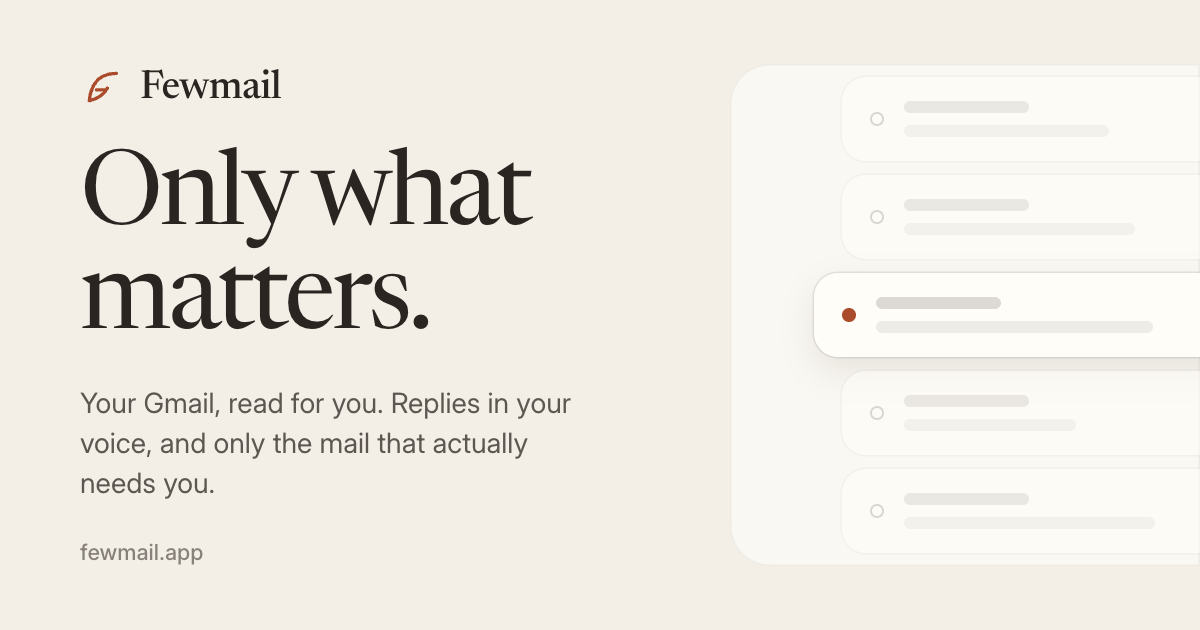 Fewmail
Only what
matters.
Your Gmail, read for you. Replies in your
voice, and only the mail that actually
needs you.
fewmail.app